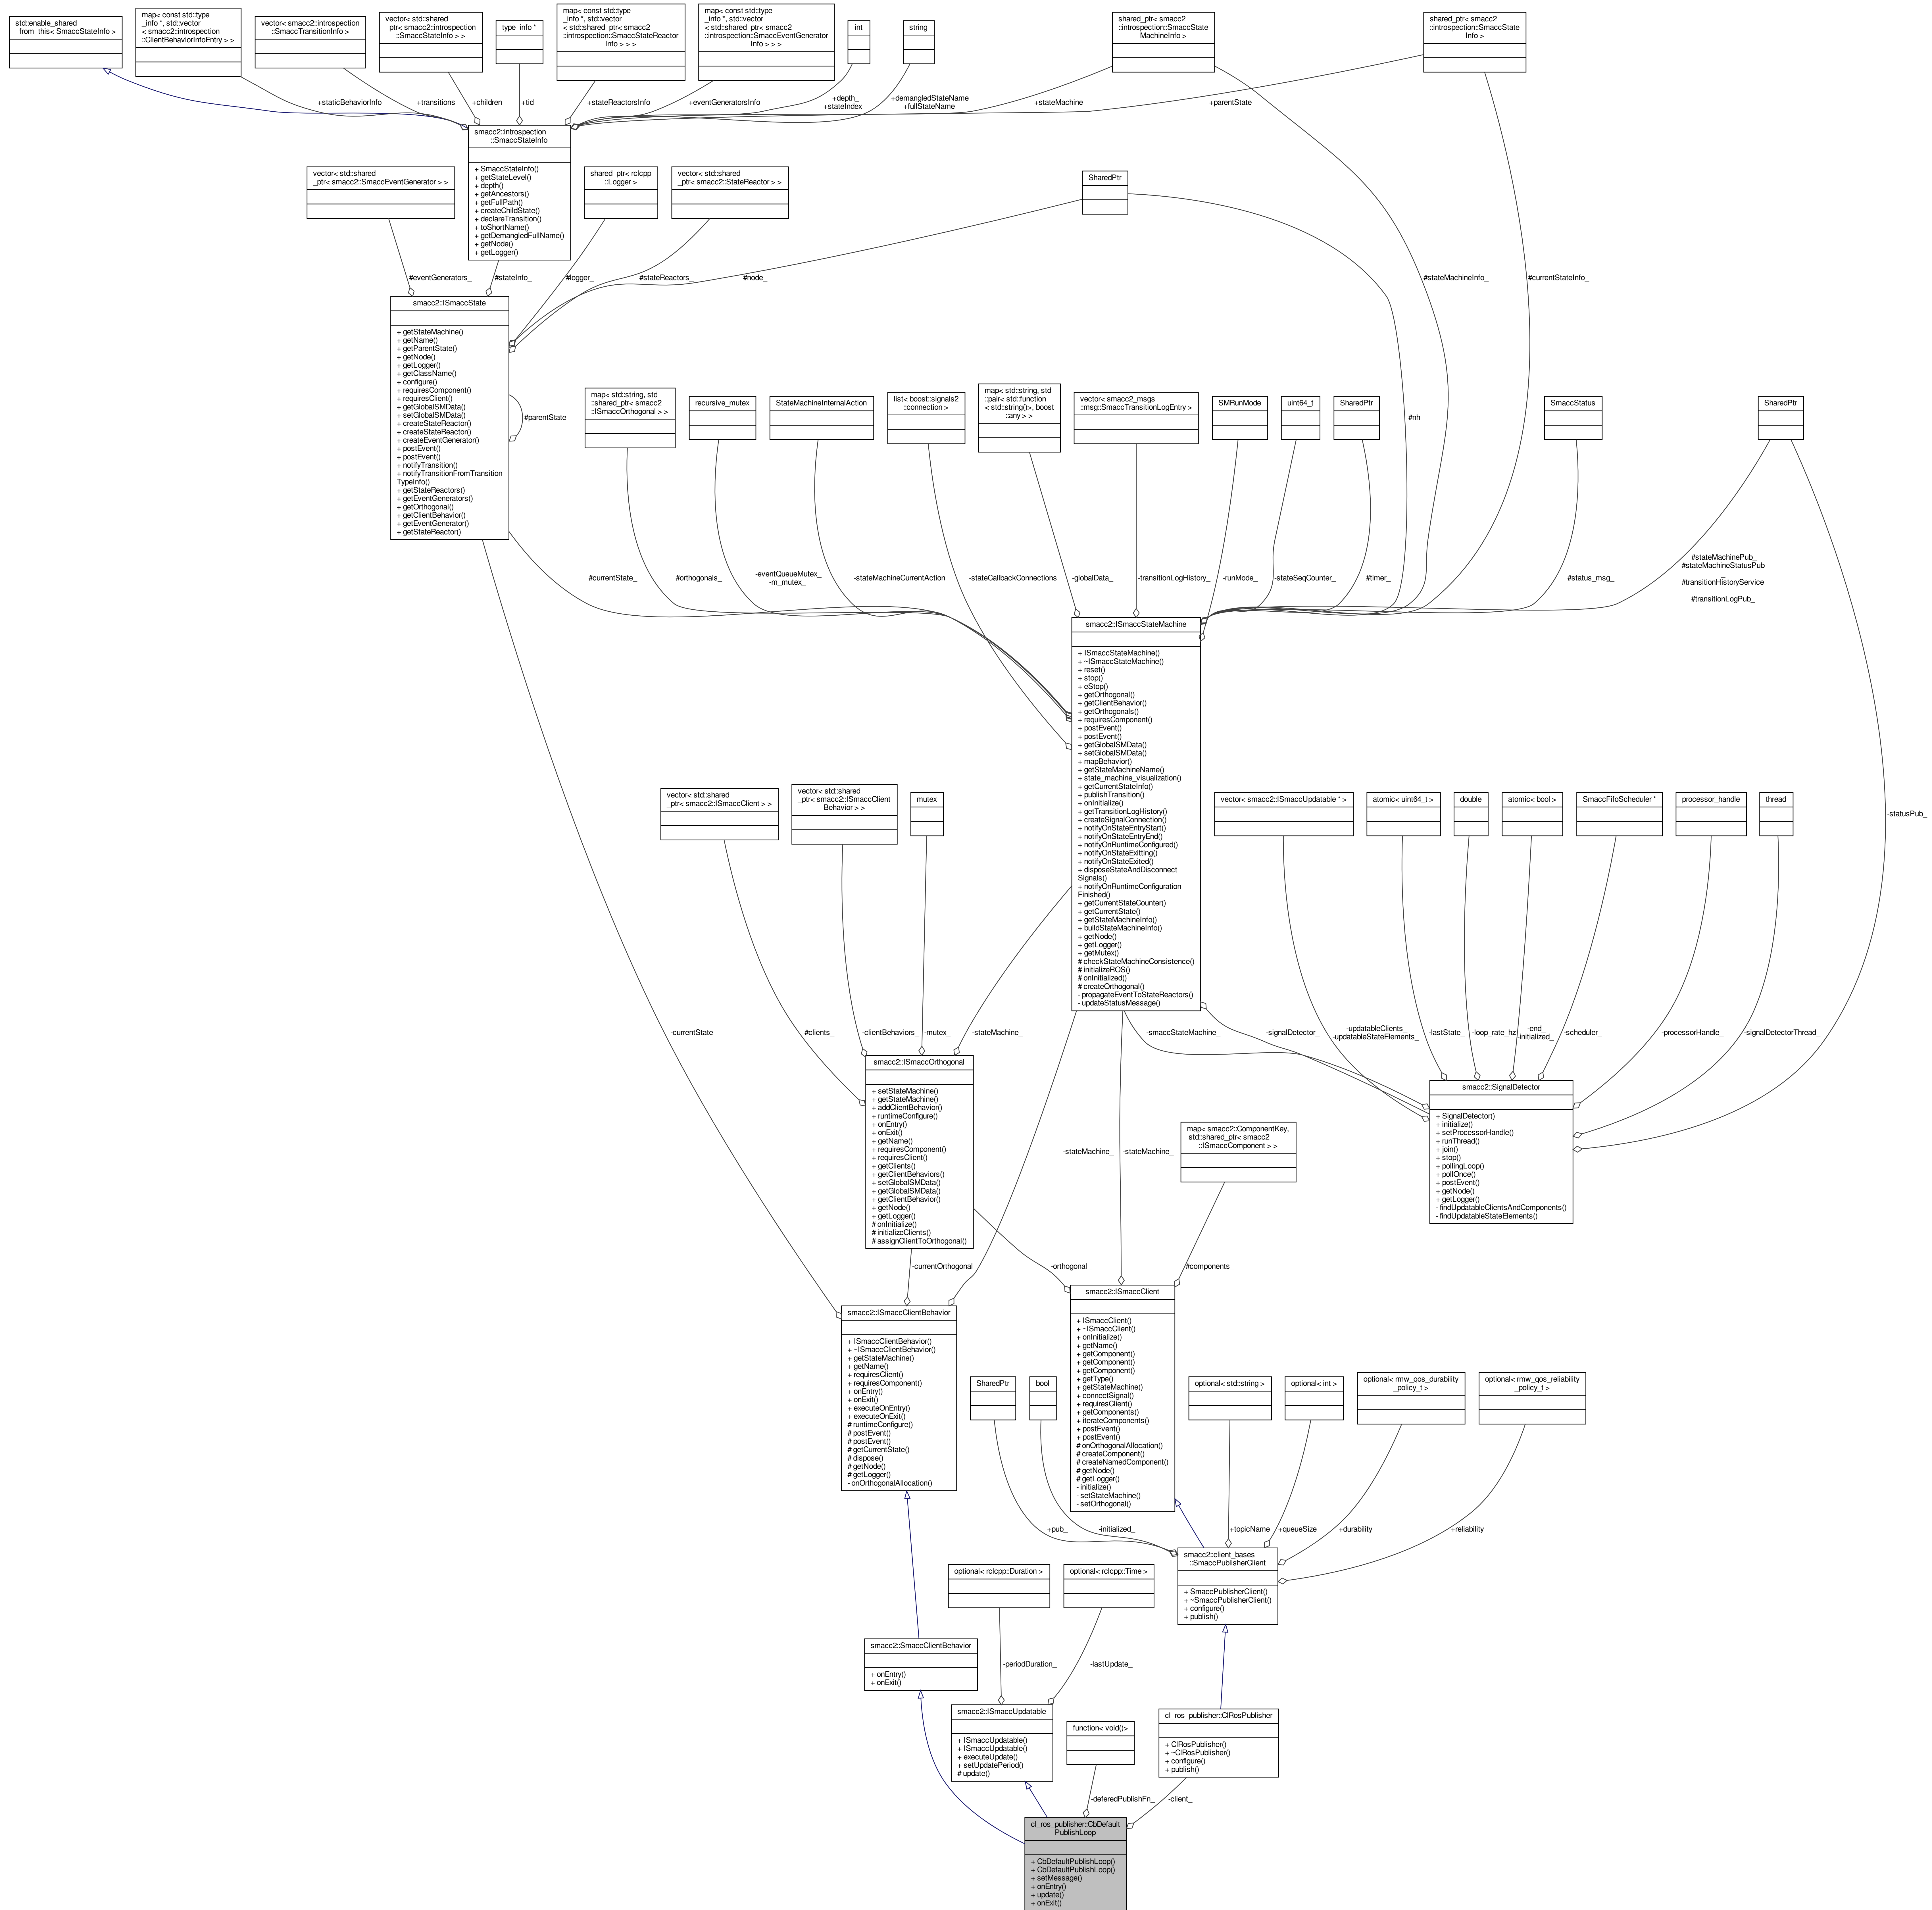 std::enable_shared
_from_this< SmaccStateInfo >
map< const std::type
_info *, std::vector
< smacc2::introspection
::ClientBehaviorInfoEntry > >
vector< smacc2::introspection
::SmaccTransitionInfo >
vector< std::shared
_ptr< smacc2::introspection
::SmaccStateInfo > >
type_info *
map< const std::type
_info *, std::vector
< std::shared_ptr< smacc2
::introspection::SmaccStateReactor
Info > > >
map< const std::type
_info *, std::vector
< std::shared_ptr< smacc2
::introspection::SmaccEventGenerator
Info > > >
int
string
shared_ptr< smacc2
::introspection::SmaccState
MachineInfo >
shared_ptr< smacc2
::introspection::SmaccState
Info >
+staticBehaviorInfo
+transitions_
+children_
+tid_
+stateReactorsInfo
+eventGeneratorsInfo
+depth_
+stateIndex_
+demangledStateName
+fullStateName
+stateMachine_
+parentState_
smacc2::introspection
::SmaccStateInfo
+ SmaccStateInfo()
+ getStateLevel()
+ depth()
+ getAncestors()
+ getFullPath()
+ createChildState()
+ declareTransition()
+ toShortName()
+ getDemangledFullName()
+ getNode()
+ getLogger()
vector< std::shared
_ptr< smacc2::SmaccEventGenerator > >
shared_ptr< rclcpp
::Logger >
vector< std::shared
_ptr< smacc2::StateReactor > >
SharedPtr
#eventGenerators_
#stateInfo_
#logger_
#stateReactors_
#node_
#stateMachineInfo_
#currentStateInfo_
smacc2::ISmaccState
+ getStateMachine()
+ getName()
+ getParentState()
+ getNode()
+ getLogger()
+ getClassName()
+ configure()
+ requiresComponent()
+ requiresClient()
+ getGlobalSMData()
+ setGlobalSMData()
+ createStateReactor()
+ createStateReactor()
+ createEventGenerator()
+ postEvent()
+ postEvent()
+ notifyTransition()
+ notifyTransitionFromTransition
TypeInfo()
+ getStateReactors()
+ getEventGenerators()
+ getOrthogonal()
+ getClientBehavior()
+ getEventGenerator()
+ getStateReactor()
#parentState_
map< std::string, std
::shared_ptr< smacc2
::ISmaccOrthogonal > >
recursive_mutex
StateMachineInternalAction
list< boost::signals2
::connection >
map< std::string, std
::pair< std::function
< std::string()>, boost
::any > >
vector< smacc2_msgs
::msg::SmaccTransitionLogEntry >
SMRunMode
uint64_t
SharedPtr
#nh_
SmaccStatus
SharedPtr
#currentState_
#orthogonals_
-eventQueueMutex_
-m_mutex_
-stateMachineCurrentAction
-stateCallbackConnections
-globalData_
-transitionLogHistory_
-runMode_
-stateSeqCounter_
#timer_
#status_msg_
#stateMachinePub_
#stateMachineStatusPub
_
#transitionHistoryService
_
#transitionLogPub_
smacc2::ISmaccStateMachine
+ ISmaccStateMachine()
+ ~ISmaccStateMachine()
+ reset()
+ stop()
+ eStop()
+ getOrthogonal()
+ getClientBehavior()
+ getOrthogonals()
+ requiresComponent()
+ postEvent()
+ postEvent()
+ getGlobalSMData()
+ setGlobalSMData()
+ mapBehavior()
+ getStateMachineName()
+ state_machine_visualization()
+ getCurrentStateInfo()
+ publishTransition()
+ onInitialize()
+ getTransitionLogHistory()
+ createSignalConnection()
+ notifyOnStateEntryStart()
+ notifyOnStateEntryEnd()
+ notifyOnRuntimeConfigured()
+ notifyOnStateExitting()
+ notifyOnStateExited()
+ disposeStateAndDisconnect
Signals()
+ notifyOnRuntimeConfiguration
Finished()
+ getCurrentStateCounter()
+ getCurrentState()
+ getStateMachineInfo()
+ buildStateMachineInfo()
+ getNode()
+ getLogger()
+ getMutex()
# checkStateMachineConsistence()
# initializeROS()
# onInitialized()
# createOrthogonal()
- propagateEventToStateReactors()
- updateStatusMessage()
vector< std::shared
_ptr< smacc2::ISmaccClient > >
vector< std::shared
_ptr< smacc2::ISmaccClient
Behavior > >
mutex
vector< smacc2::ISmaccUpdatable * >
atomic< uint64_t >
double
atomic< bool >
SmaccFifoScheduler *
processor_handle
thread
-statusPub_
-currentState
#clients_
-clientBehaviors_
-mutex_
-stateMachine_
-smaccStateMachine_
-signalDetector_
-updatableClients_
-updatableStateElements_
-lastState_
-loop_rate_hz
-end_
-initialized_
-scheduler_
-processorHandle_
-signalDetectorThread_
smacc2::ISmaccOrthogonal
+ setStateMachine()
+ getStateMachine()
+ addClientBehavior()
+ runtimeConfigure()
+ onEntry()
+ onExit()
+ getName()
+ requiresComponent()
+ requiresClient()
+ getClients()
+ getClientBehaviors()
+ setGlobalSMData()
+ getGlobalSMData()
+ getClientBehavior()
+ getNode()
+ getLogger()
# onInitialize()
# initializeClients()
# assignClientToOrthogonal()
smacc2::SignalDetector
+ SignalDetector()
+ initialize()
+ setProcessorHandle()
+ runThread()
+ join()
+ stop()
+ pollingLoop()
+ pollOnce()
+ postEvent()
+ getNode()
+ getLogger()
- findUpdatableClientsAndComponents()
- findUpdatableStateElements()
-stateMachine_
-stateMachine_
map< smacc2::ComponentKey,
std::shared_ptr< smacc2
::ISmaccComponent > >
-currentOrthogonal
-orthogonal_
#components_
smacc2::ISmaccClientBehavior
+ ISmaccClientBehavior()
+ ~ISmaccClientBehavior()
+ getStateMachine()
+ getName()
+ requiresClient()
+ requiresComponent()
+ onEntry()
+ onExit()
+ executeOnEntry()
+ executeOnExit()
# runtimeConfigure()
# postEvent()
# postEvent()
# getCurrentState()
# dispose()
# getNode()
# getLogger()
- onOrthogonalAllocation()
smacc2::ISmaccClient
+ ISmaccClient()
+ ~ISmaccClient()
+ onInitialize()
+ getName()
+ getComponent()
+ getComponent()
+ getComponent()
+ getType()
+ getStateMachine()
+ connectSignal()
+ requiresClient()
+ getComponents()
+ iterateComponents()
+ postEvent()
+ postEvent()
# onOrthogonalAllocation()
# createComponent()
# createNamedComponent()
# getNode()
# getLogger()
- initialize()
- setStateMachine()
- setOrthogonal()
SharedPtr
bool
optional< std::string >
optional< int >
optional< rmw_qos_durability
_policy_t >
optional< rmw_qos_reliability
_policy_t >
+pub_
-initialized_
+topicName
+queueSize
+durability
+reliability
smacc2::client_bases
::SmaccPublisherClient
+ SmaccPublisherClient()
+ ~SmaccPublisherClient()
+ configure()
+ publish()
optional< rclcpp::Duration >
optional< rclcpp::Time >
smacc2::SmaccClientBehavior
+ onEntry()
+ onExit()
-periodDuration_
-lastUpdate_
smacc2::ISmaccUpdatable
+ ISmaccUpdatable()
+ ISmaccUpdatable()
+ executeUpdate()
+ setUpdatePeriod()
# update()
function< void()>
cl_ros_publisher::ClRosPublisher
+ ClRosPublisher()
+ ~ClRosPublisher()
+ configure()
+ publish()
-deferedPublishFn_
-client_
cl_ros_publisher::CbDefault
PublishLoop
+ CbDefaultPublishLoop()
+ CbDefaultPublishLoop()
+ setMessage()
+ onEntry()
+ update()
+ onExit()